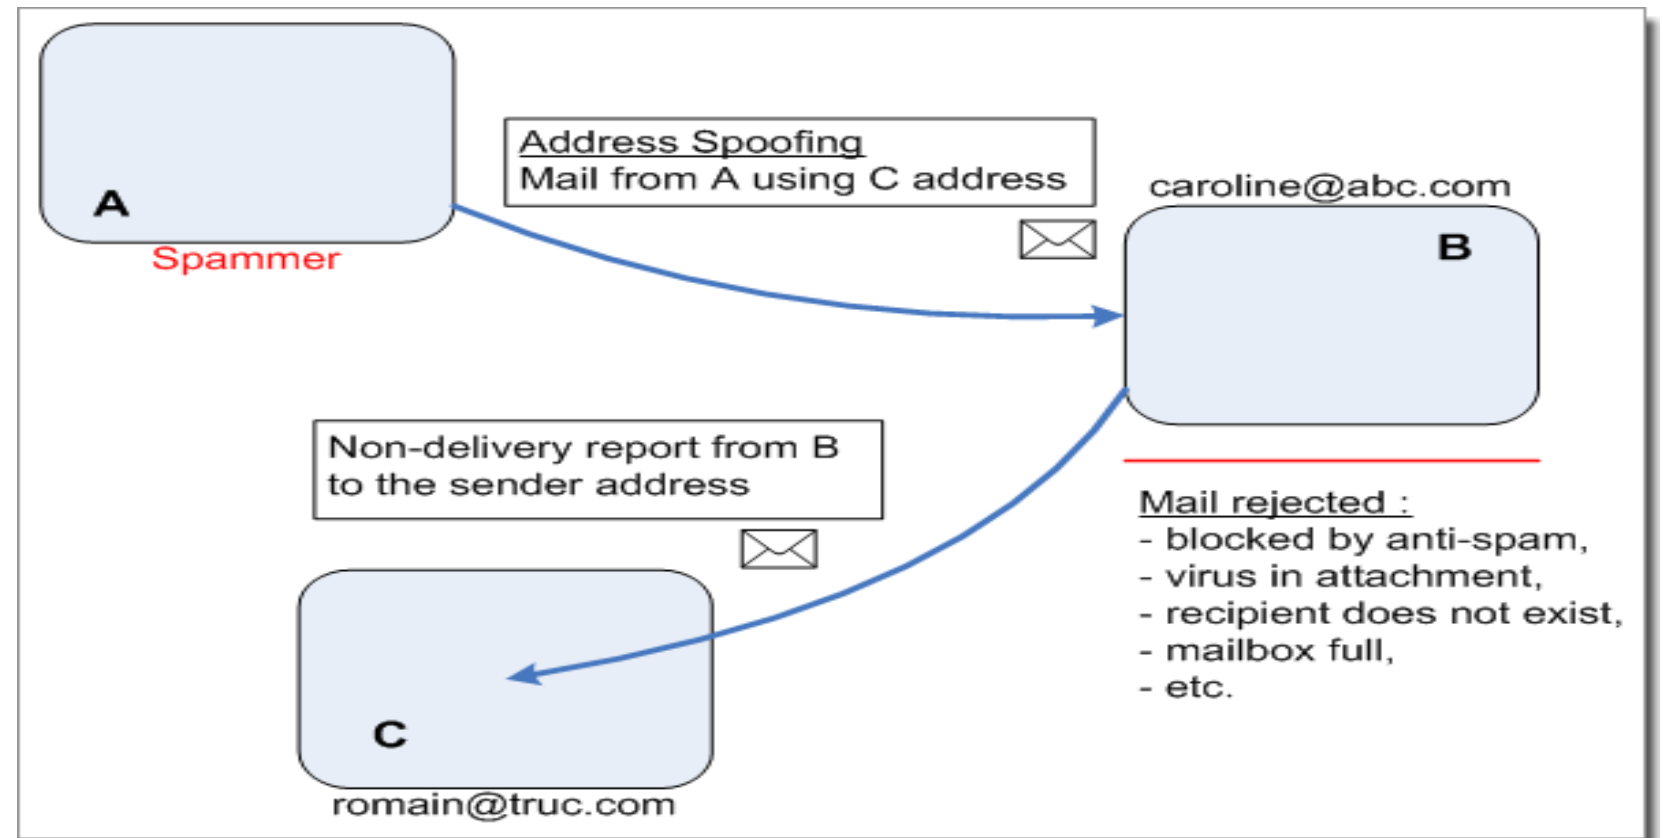 A
Spammer
Address Spoofing
Mail from A using C address
caroline@abc.com
B
Non-delivery report from B
to the sender address
Mail rejected :
- blocked by anti-spam,
- virus in attachment,
- recipient does not exist,
- mailbox full,
- etc.
C
romain@truc.com